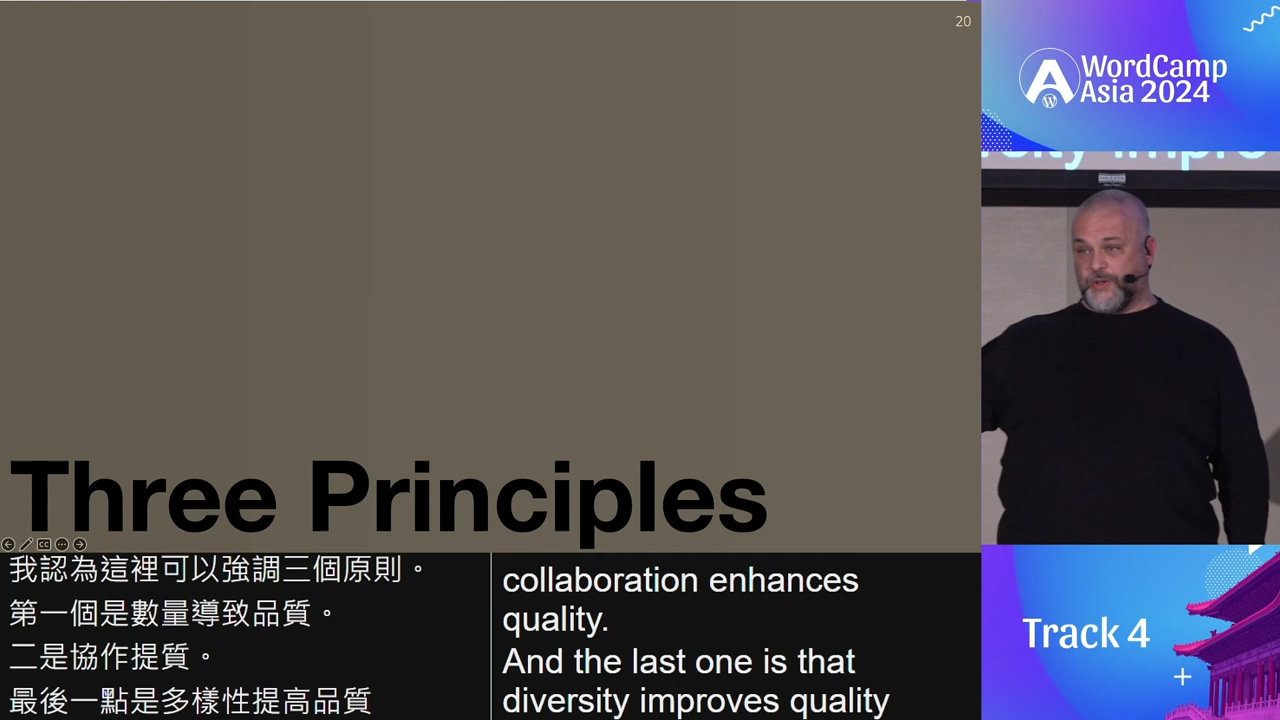 20
Three Principles
我認為這裡可以強調三個原則。
第一個是數量導致品質。
二是協作提質。
最後一點是多樣性提高品質
collaboration enhances
quality.
And the last one is that
diversity improves quality
WordCamp
Asia 2024
Track 4